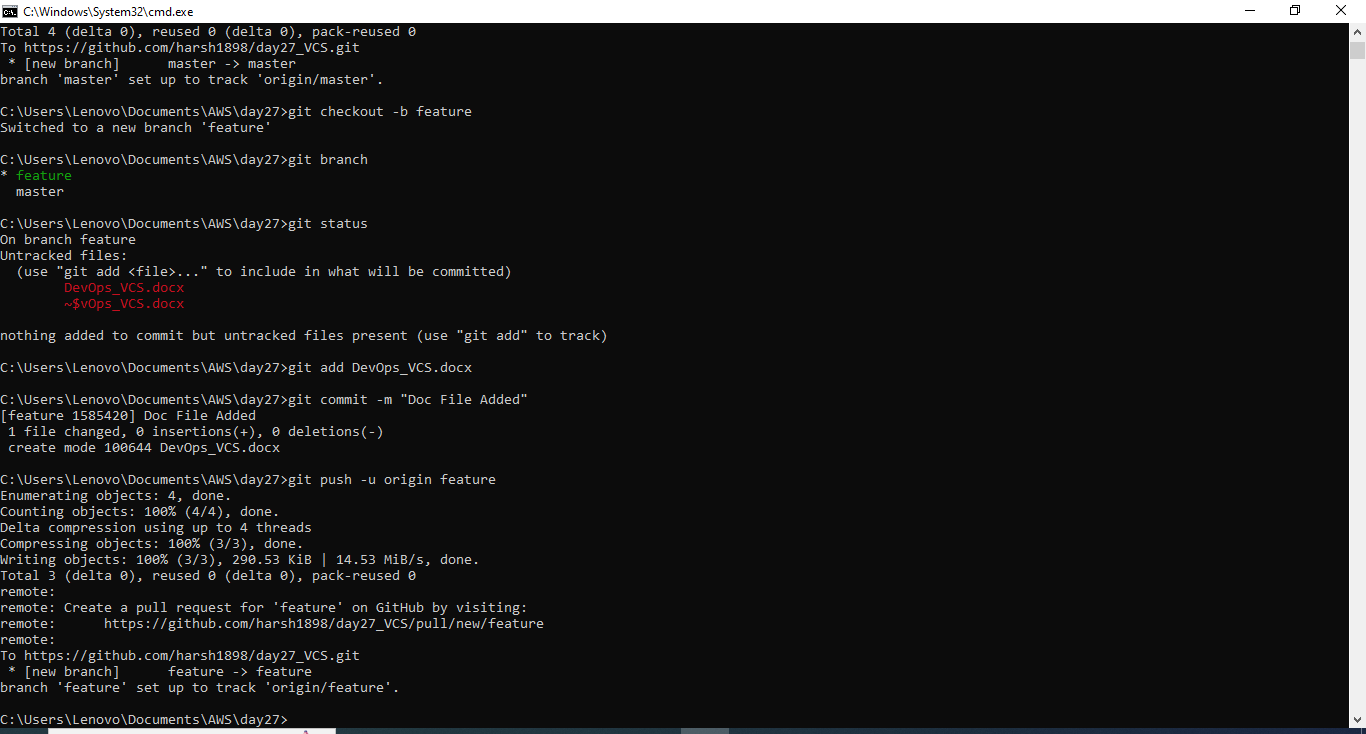 C:\Windows\System32\cmd.exe
Total 4 (delta 0), reused 0 (delta 0), pack-reused 0
To https://github.com/harsh1898/day27_VCS.git
 * [new branch]      master -> master
branch 'master' set up to track 'origin/master'.
C:\Users\Lenovo\Documents\AWS\day27>git checkout -b feature
Switched to a new branch 'feature'
C:\Users\Lenovo\Documents\AWS\day27>git branch
* feature
  master
C:\Users\Lenovo\Documents\AWS\day27>git status
On branch feature
Untracked files:
  (use "git add <file>..." to include in what will be committed)
        DevOps_VCS.docx
        ~$vOps_VCS.docx
nothing added to commit but untracked files present (use "git add" to track)
C:\Users\Lenovo\Documents\AWS\day27>git add DevOps_VCS.docx
C:\Users\Lenovo\Documents\AWS\day27>git commit -m "Doc File Added"
[feature 1585420] Doc File Added
 1 file changed, 0 insertions(+), 0 deletions(-)
 create mode 100644 DevOps_VCS.docx
C:\Users\Lenovo\Documents\AWS\day27>git push -u origin feature
Enumerating objects: 4, done.
Counting objects: 100% (4/4), done.
Delta compression using up to 4 threads
Compressing objects: 100% (3/3), done.
Writing objects: 100% (3/3), 290.53 KiB | 14.53 MiB/s, done.
Total 3 (delta 0), reused 0 (delta 0), pack-reused 0
remote:
remote: Create a pull request for 'feature' on GitHub by visiting:
remote:      https://github.com/harsh1898/day27_VCS/pull/new/feature
remote:
To https://github.com/harsh1898/day27_VCS.git
 * [new branch]      feature -> feature
branch 'feature' set up to track 'origin/feature'.
C:\Users\Lenovo\Documents\AWS\day27>